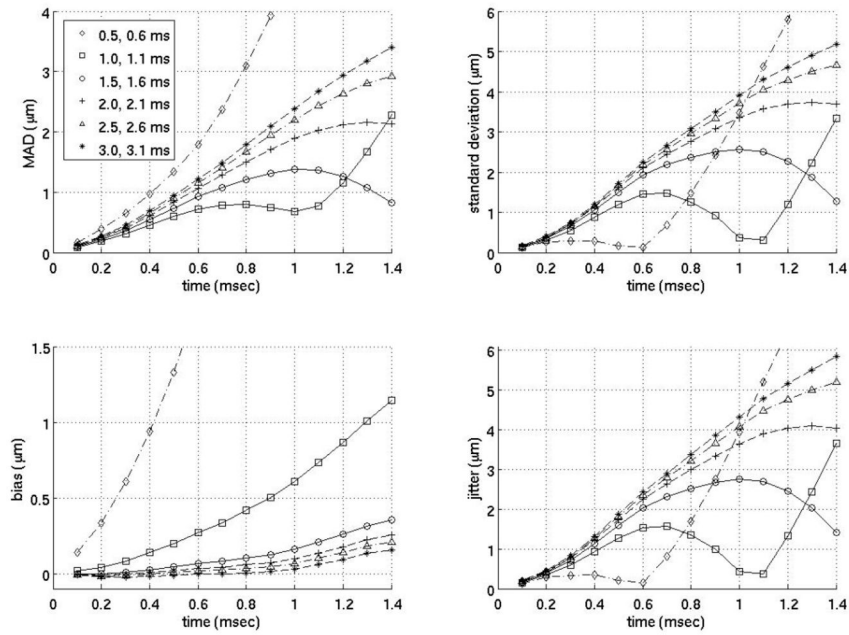 4
3
2
1
0
MAD (μm)
0.5, 0.6 ms
1.0, 1.1 ms
1.5, 1.6 ms
2.0, 2.1 ms
2.5, 2.6 ms
3.0, 3.1 ms
0 0.2 0.4 0.6 0.8 1 1.2 1.4
time (msec)
6
5
4
3
2
1
0
standard deviation (μm)
0 0.2 0.4 0.6 0.8 1 1.2 1.4
time (msec)
1.5
1
0.5
0
bias (μm)
0 0.2 0.4 0.6 0.8 1 1.2 1.4
time (msec)
6
5
4
3
2
1
0
jitter (μm)
0 0.2 0.4 0.6 0.8 1 1.2 1.4
time (msec)